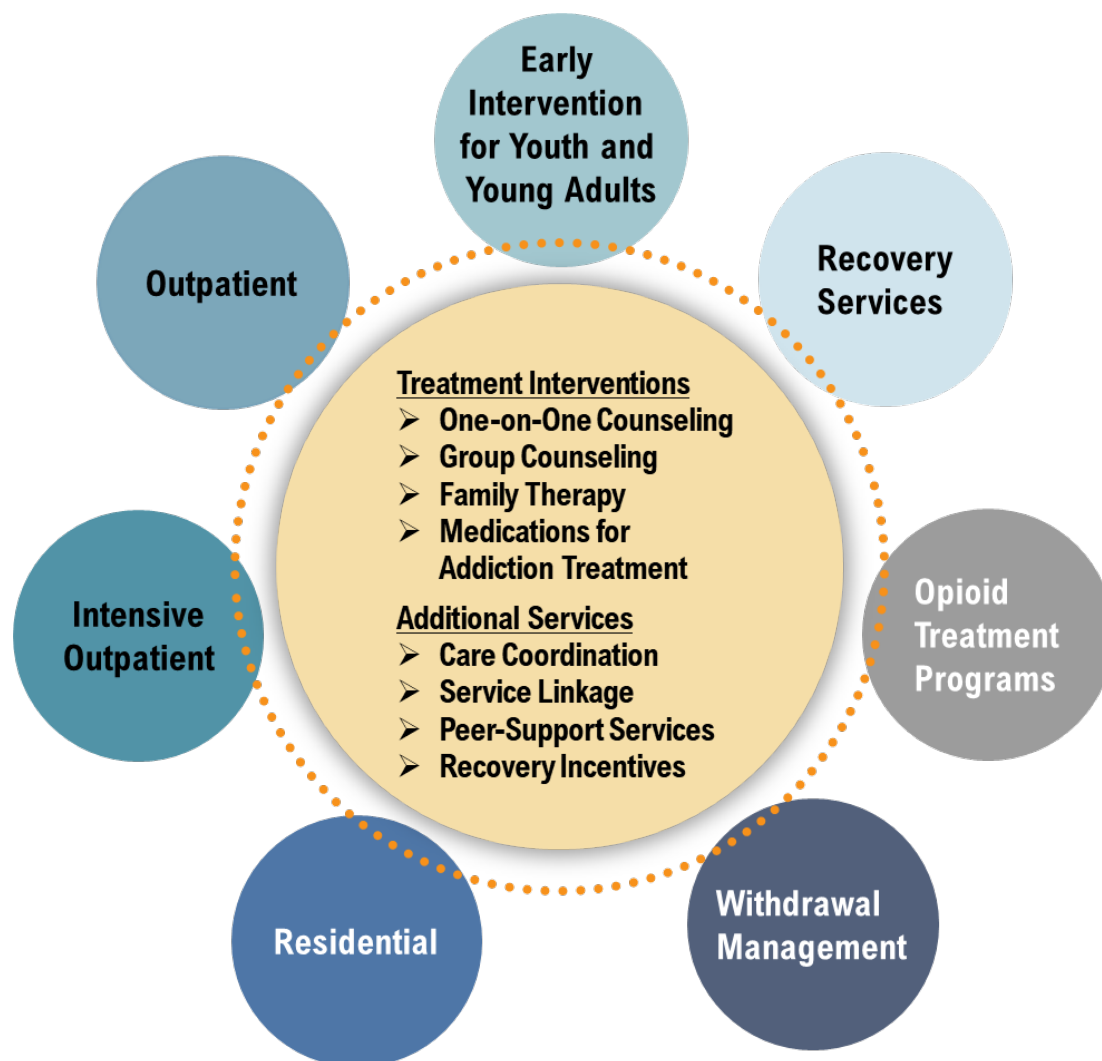 Early
Intervention
for Youth and
Young Adults
Recovery
Services
Opioid
Treatment
Programs
Withdrawal
Management
Residential
Intensive
Outpatient
Outpatient
Treatment Interventions
➢ One-on-One Counseling
➢ Group Counseling
➢ Family Therapy
➢ Medications for
Addiction Treatment
Additional Services
➢ Care Coordination
➢ Service Linkage
➢ Peer-Support Services
➢ Recovery Incentives